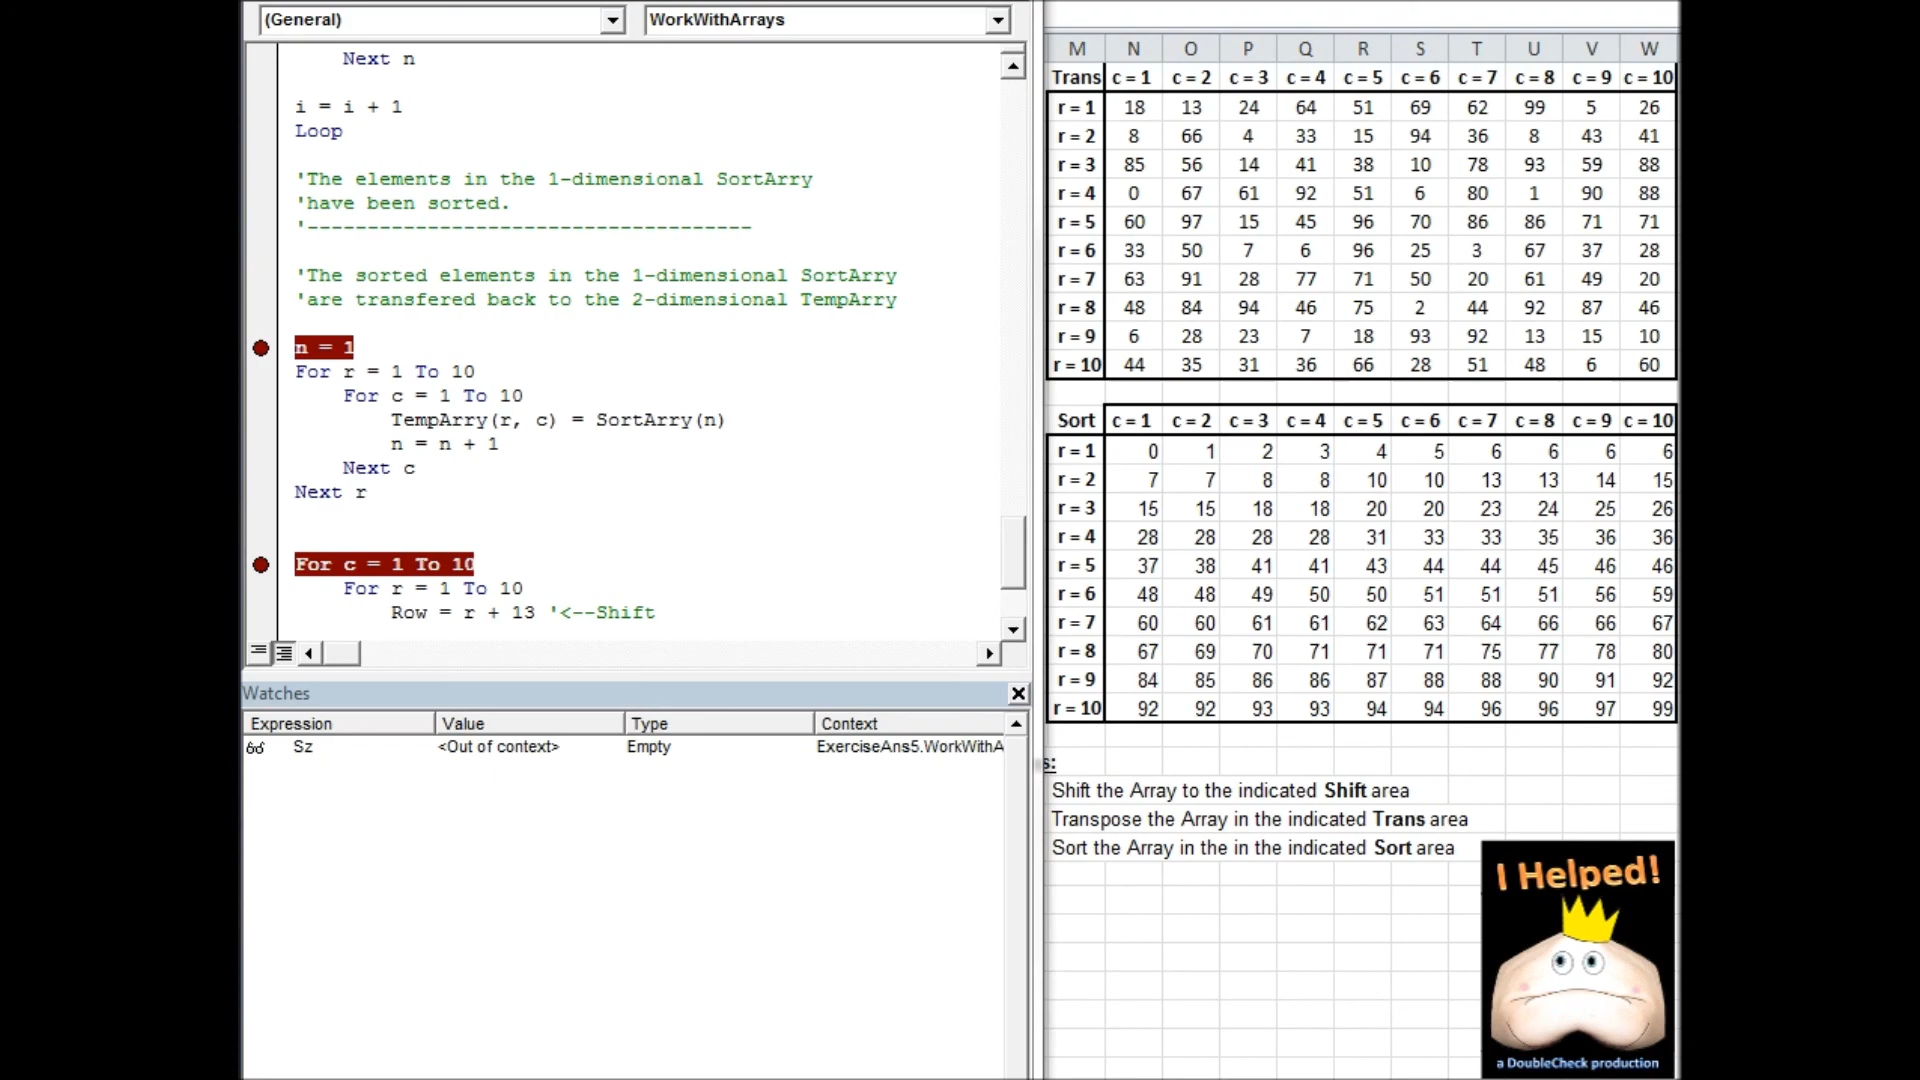 (General) WorkWithArrays
Next n
i = i + 1
Loop
'The elements in the 1-dimensional SortArry
'have been sorted.
'-------------------------------------
'The sorted elements in the 1-dimensional SortArry
'are transfered back to the 2-dimensional TempArry
n = 1
For r = 1 To 10
For c = 1 To 10
TempArry(r, c) = SortArry(n)
n = n + 1
Next c
Next r
For c = 1 To 10
For r = 1 To 10
Row = r + 13 '<--Shift
Watches
Expression Value Type Context
Sz <Out of context> Empty ExerciseAns5.WorkWithA
M N O P Q R S T U V W
Trans c = 1 c = 2 c = 3 c = 4 c = 5 c = 6 c = 7 c = 8 c = 9 c = 10
r = 1 18 13 24 64 51 69 62 99 5 26
r = 2 8 66 4 33 15 94 36 8 43 41
r = 3 85 56 14 41 38 10 78 93 59 88
r = 4 0 67 61 92 51 6 80 1 90 88
r = 5 60 97 15 45 96 70 86 86 71 71
r = 6 33 50 7 6 96 25 3 67 37 28
r = 7 63 91 28 77 71 50 20 61 49 20
r = 8 48 84 94 46 75 2 44 92 87 46
r = 9 6 28 23 7 18 93 92 13 15 10
r = 10 44 35 31 36 66 28 51 48 6 60
Sort c = 1 c = 2 c = 3 c = 4 c = 5 c = 6 c = 7 c = 8 c = 9 c = 10
r = 1 0 1 2 3 4 5 6 6 6 6
r = 2 7 7 8 8 10 10 13 13 14 15
r = 3 15 15 18 18 20 20 23 24 25 26
r = 4 28 28 28 28 31 33 33 35 36 36
r = 5 37 38 41 41 43 44 44 45 46 46
r = 6 48 48 49 50 50 51 51 51 56 59
r = 7 60 60 61 61 62 63 64 66 66 67
r = 8 67 69 70 71 71 71 75 77 78 80
r = 9 84 85 86 86 87 88 88 90 91 92
r = 10 92 92 93 93 94 94 96 96 97 99
s:
Shift the Array to the indicated Shift area
Transpose the Array in the indicated Trans area
Sort the Array in the in the indicated Sort area
I Helped!
a DoubleCheck production